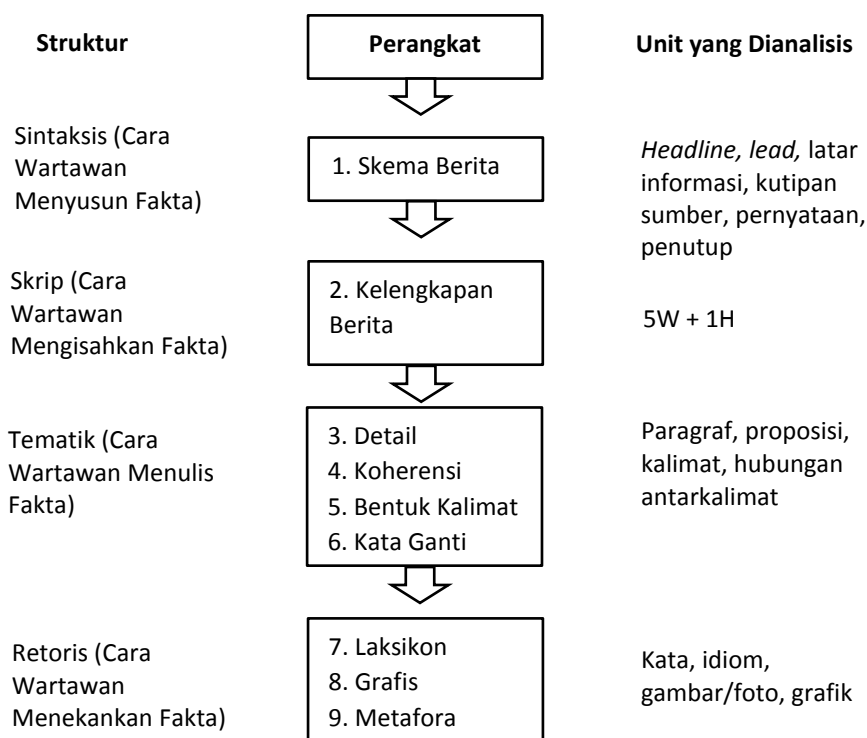 Struktur
Perangkat
Unit yang Dianalisis
Sintaksis (Cara
Wartawan
Menyusun Fakta)
1. Skema Berita
Headline, lead, latar
informasi, kutipan
sumber, pernyataan,
penutup
Skrip (Cara
Wartawan
Mengisahkan Fakta)
2. Kelengkapan
Berita
5W + 1H
Tematik (Cara
Wartawan Menulis
Fakta)
3. Detail
4. Koherensi
5. Bentuk Kalimat
6. Kata Ganti
Paragraf, proposisi,
kalimat, hubungan
antarkalimat
Retoris (Cara
Wartawan
Menekankan Fakta)
7. Laksikon
8. Grafis
9. Metafora
Kata, idiom,
gambar/foto, grafik